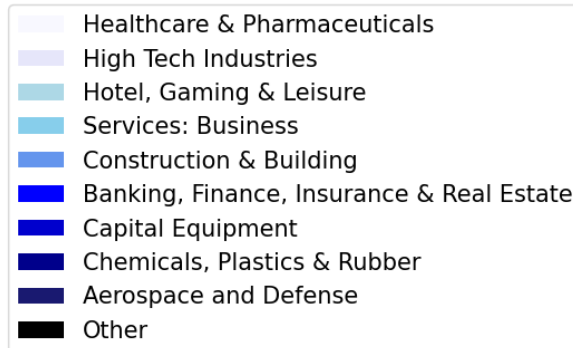 Healthcare & Pharmaceuticals
High Tech Industries
Hotel, Gaming & Leisure
Services: Business
Construction & Building
Banking, Finance, Insurance & Real Estate
Capital Equipment
Chemicals, Plastics & Rubber
Aerospace and Defense
Other